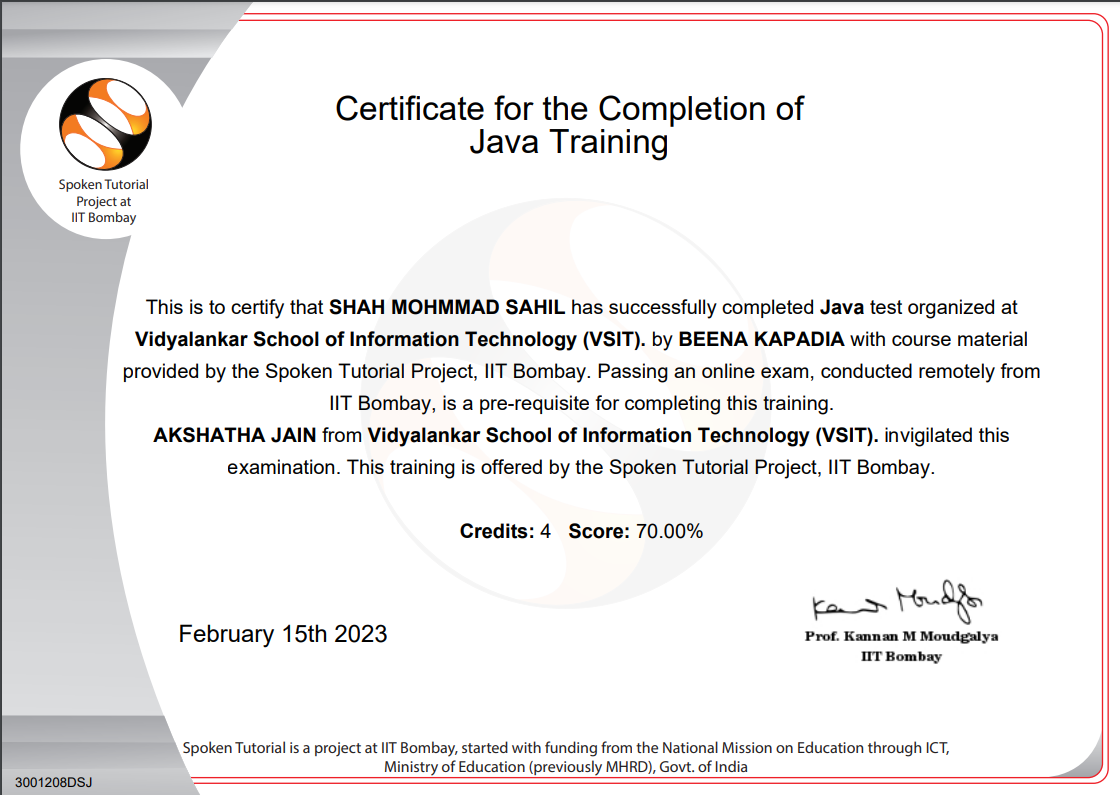 Certificate for the Completion of
Java Training
Spoken Tutorial
Project at
IIT Bombay
This is to certify that SHAH MOHMMAD SAHIL has successfully completed Java test organized at
Vidyalankar School of Information Technology (VSIT). by BEENA KAPADIA with course material
provided by the Spoken Tutorial Project, IIT Bombay. Passing an online exam, conducted remotely from
IIT Bombay, is a pre-requisite for completing this training.
AKSHATHA JAIN from Vidyalankar School of Information Technology (VSIT). invigilated this
examination. This training is offered by the Spoken Tutorial Project, IIT Bombay.
Credits: 4 Score: 70.00%
February 15th 2023
Kannan Moudgalya
Prof. Kannan M Moudgalya
IIT Bombay
Spoken Tutorial is a project at IIT Bombay, started with funding from the National Mission on Education through ICT,
Ministry of Education (previously MHRD), Govt. of India
3001208DSJ